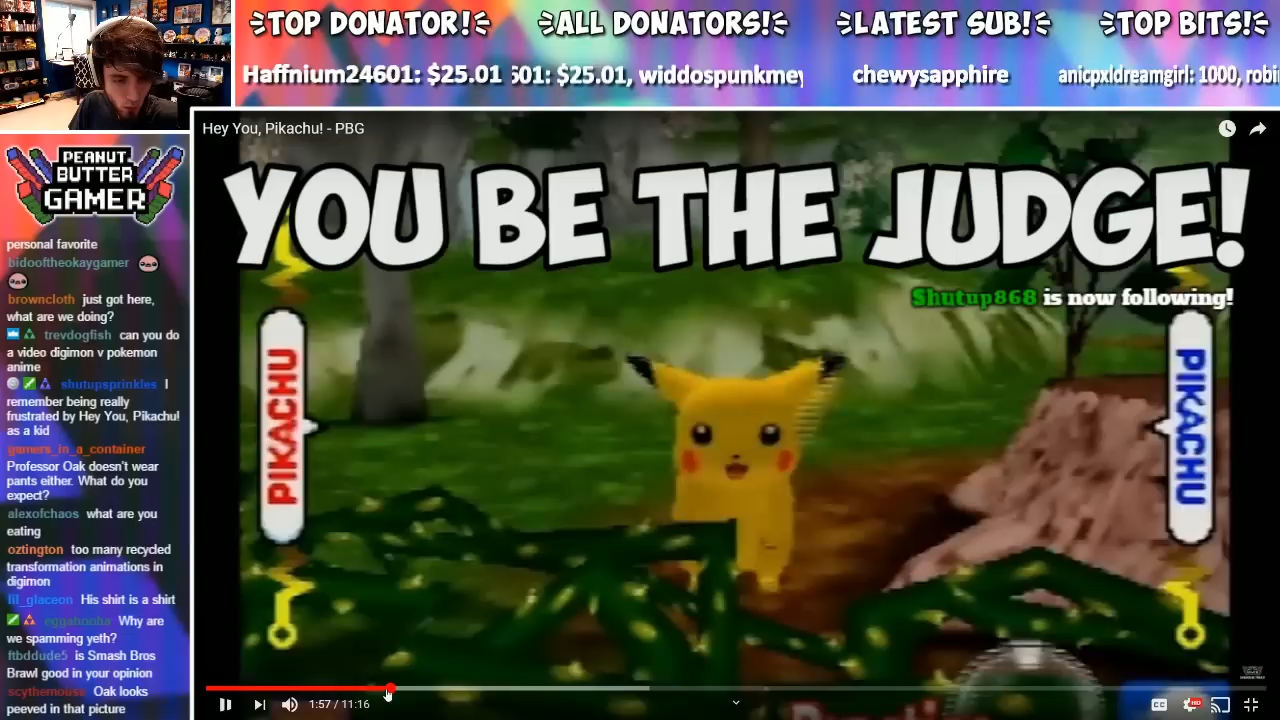 TOP DONATOR!
ALL DONATORS!
LATEST SUB!
TOP BITS!
Haffnium24601: $25.01
501: $25.01, widdospunkmey
chewysapphire
anicpxldreamgirl: 1000, robi
PEANUT
BUTTER
GAMER
Hey You, Pikachu! - PBG
YOU BE THE JUDGE!
Shutup868 is now following!
PIKACHU
PIKACHU
personal favorite
bidooftheokaygamer
browncloth just got here,
what are we doing?
trevdogfish can you do
a video digimon v pokemon
anime
shutupsprinkles I
remember being really
frustrated by Hey You, Pikachu!
as a kid
gamers_in_a_container
Professor Oak doesn't wear
pants either. What do you
expect?
alexofchaos what are you
eating
oztington too many recycled
transformation animations in
digimon
lil_glaceon His shirt is a shirt
eggabooba Why are
we spamming yeth?
ftbddude5 is Smash Bros
Brawl good in your opinion
scythemouse Oak looks
peeved in that picture
1:57 / 11:16
CC
HD